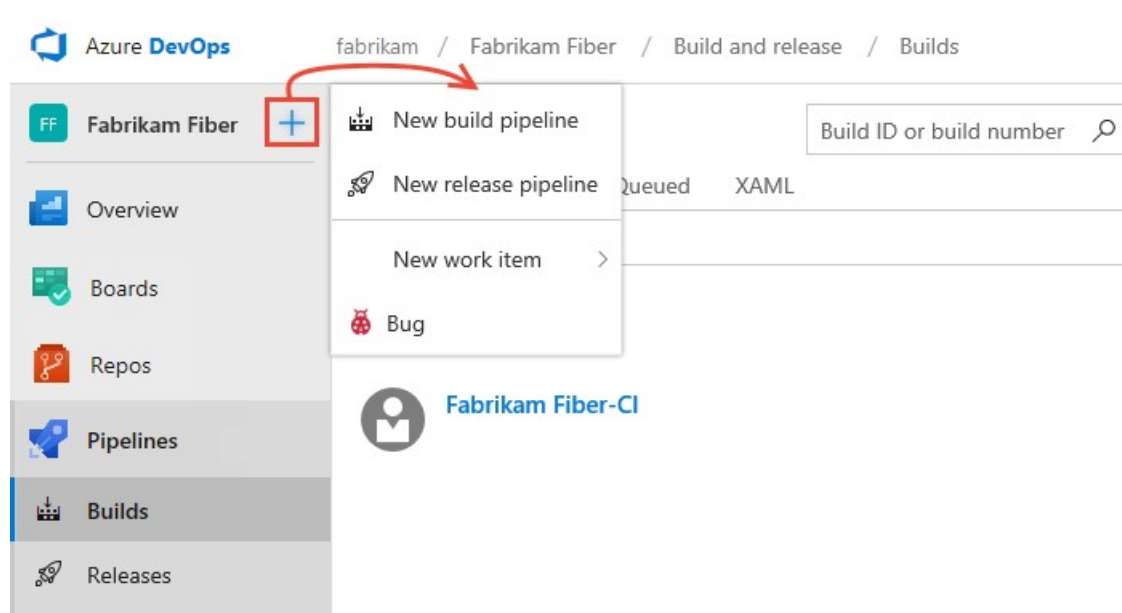 Azure DevOps
fabrikam / Fabrikam Fiber / Build and release / Builds
FF Fabrikam Fiber
New build pipeline
Build ID or build number
New release pipeline
XAML
Overview
New work item
Boards
Bug
Repos
Fabrikam Fiber-CI
Pipelines
Builds
Releases